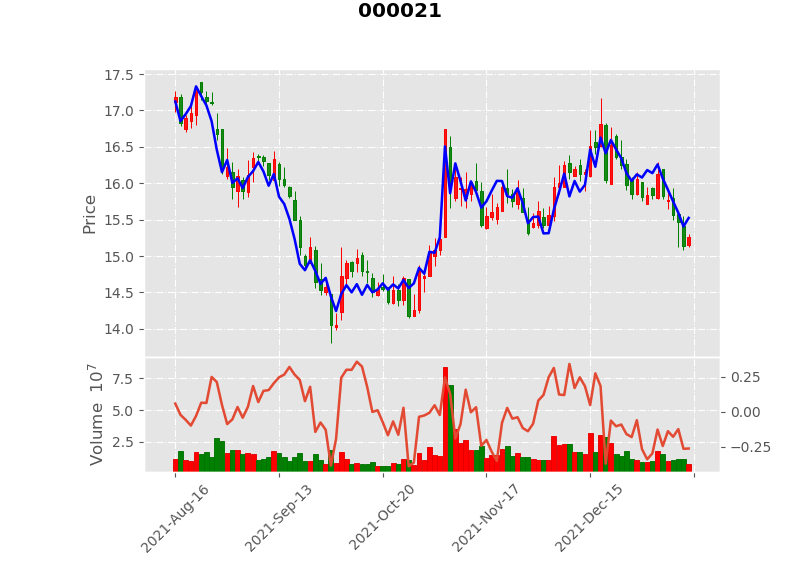 000021
17.5
17.0
16.5
16.0
15.5
15.0
14.5
14.0
Price
7.5
5.0
2.5
Volume 10^7
0.25
0.00
−0.25
2021-Aug-16
2021-Sep-13
2021-Oct-20
2021-Nov-17
2021-Dec-15